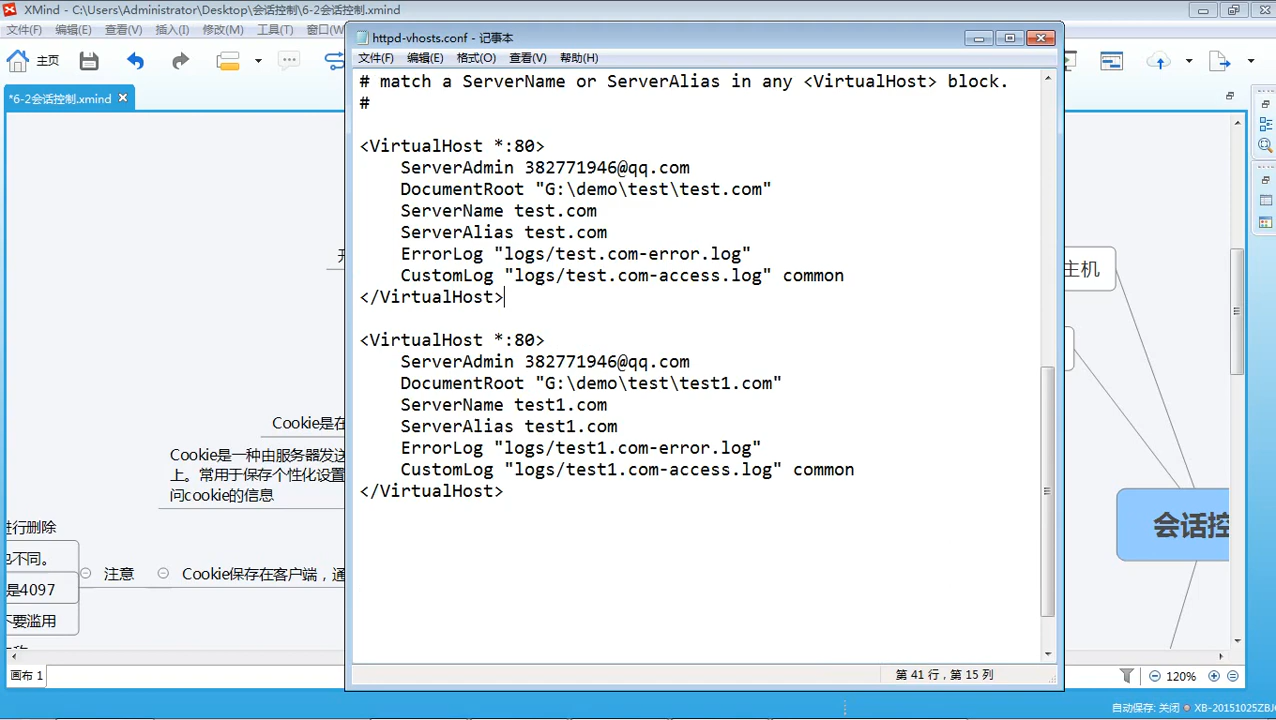 XMind - C:\Users\Administrator\Desktop\会话控制\6-2会话控制.xmind
文件(F) 编辑(E) 查看(V) 插入(I) 修改(M) 工具(T) 窗口(W
主页
*6-2会话控制.xmind
httpd-vhosts.conf - 记事本
文件(F) 编辑(E) 格式(O) 查看(V) 帮助(H)
# match a ServerName or ServerAlias in any <VirtualHost> block.
#
<VirtualHost *:80>
ServerAdmin 382771946@qq.com
DocumentRoot "G:\demo\test\test.com"
ServerName test.com
ServerAlias test.com
ErrorLog "logs/test.com-error.log"
CustomLog "logs/test.com-access.log" common
</VirtualHost>
<VirtualHost *:80>
ServerAdmin 382771946@qq.com
DocumentRoot "G:\demo\test\test1.com"
ServerName test1.com
ServerAlias test1.com
ErrorLog "logs/test1.com-error.log"
CustomLog "logs/test1.com-access.log" common
</VirtualHost>
第 41 行，第 15 列
主机
Cookie是在
Cookie是一种由服务器发送
上。常用于保存个性化设置
问cookie的信息
会话控
进行删除
也不同。
是4097
不要滥用
注意
Cookie保存在客户端，通
画布 1
120%
自动保存: 关闭
XB-20151025ZBJ